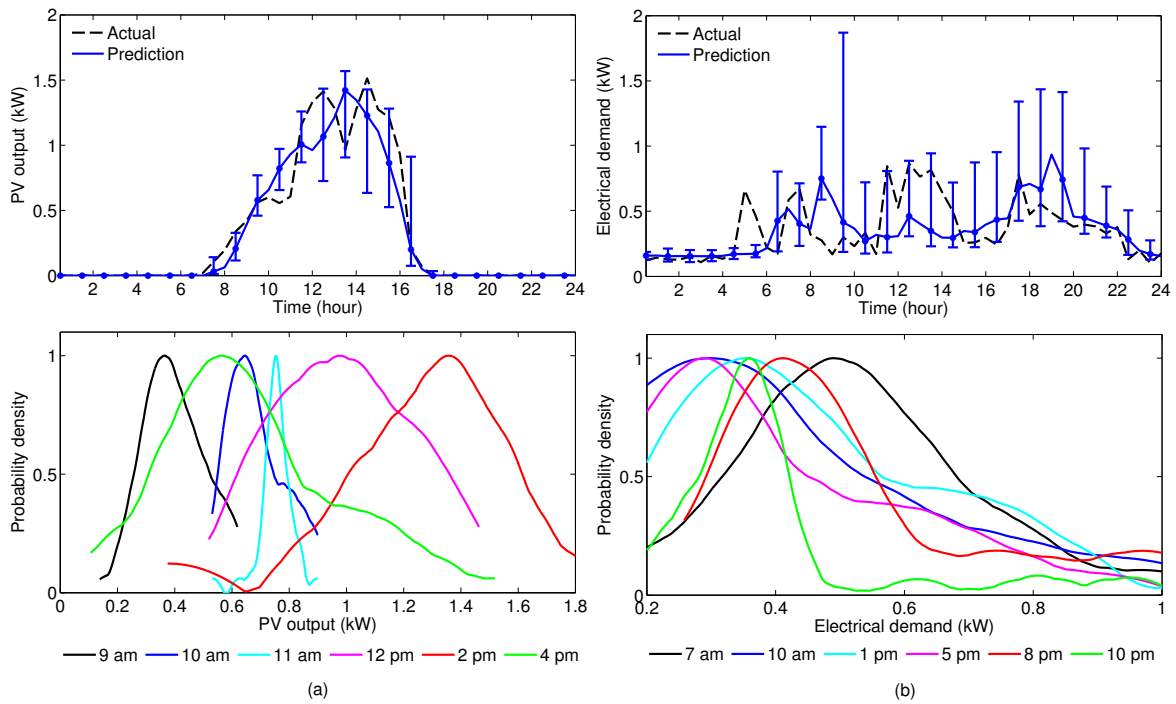 Actual
Prediction
PV output (kW)
2
1.5
1
0.5
0
2 4 6 8 10 12 14 16 18 20 22 24
Time (hour)
Actual
Prediction
Electrical demand (kW)
2
1.5
1
0.5
0
2 4 6 8 10 12 14 16 18 20 22 24
Time (hour)
Probability density
1
0.5
0
0 0.2 0.4 0.6 0.8 1 1.2 1.4 1.6 1.8
PV output (kW)
9 am 10 am 11 am 12 pm 2 pm 4 pm
(a)
Probability density
1
0.5
0
0.2 0.4 0.6 0.8 1
Electrical demand (kW)
7 am 10 am 1 pm 5 pm 8 pm 10 pm
(b)